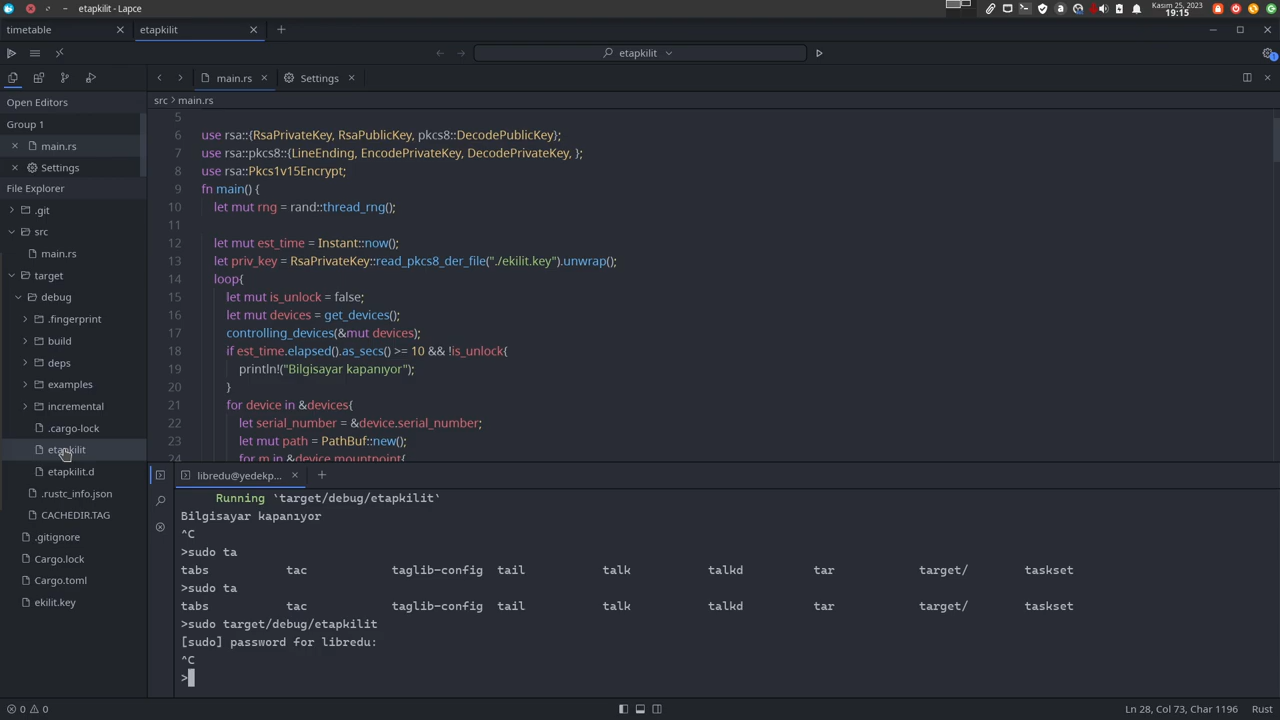 etapkilit - Lapce
Kasım 25, 2023
19:15
timetable
etapkilit
etapkilit
main.rs
Settings
Open Editors
src
main.rs
Group 1
main.rs
Settings
File Explorer
.git
src
main.rs
target
debug
.fingerprint
build
deps
examples
incremental
.cargo-lock
etapkilit
etapkilit.d
.rustc_info.json
CACHEDIR.TAG
.gitignore
Cargo.lock
Cargo.toml
ekilit.key
5
6 use rsa::{RsaPrivateKey, RsaPublicKey, pkcs8::DecodePublicKey};
7 use rsa::pkcs8::{LineEnding, EncodePrivateKey, DecodePrivateKey, };
8 use rsa::Pkcs1v15Encrypt;
9 fn main() {
10 let mut rng = rand::thread_rng();
11
12 let mut est_time = Instant::now();
13 let priv_key = RsaPrivateKey::read_pkcs8_der_file("./ekilit.key").unwrap();
14 loop{
15 let mut is_unlock = false;
16 let mut devices = get_devices();
17 controlling_devices(&mut devices);
18 if est_time.elapsed().as_secs() >= 10 && !is_unlock{
19 println!("Bilgisayar kapanıyor");
20 }
21 for device in &devices{
22 let serial_number = &device.serial_number;
23 let mut path = PathBuf::new();
for m in &device.mountpoint{
libredu@yedekp...
Running `target/debug/etapkilit`
Bilgisayar kapanıyor
^C
>sudo ta
tabs tac taglib-config tail talk talkd tar target/ taskset
>sudo ta
tabs tac taglib-config tail talk talkd tar target/ taskset
>sudo target/debug/etapkilit
[sudo] password for libredu:
^C
>
0 0
Ln 28, Col 73, Char 1196 Rust